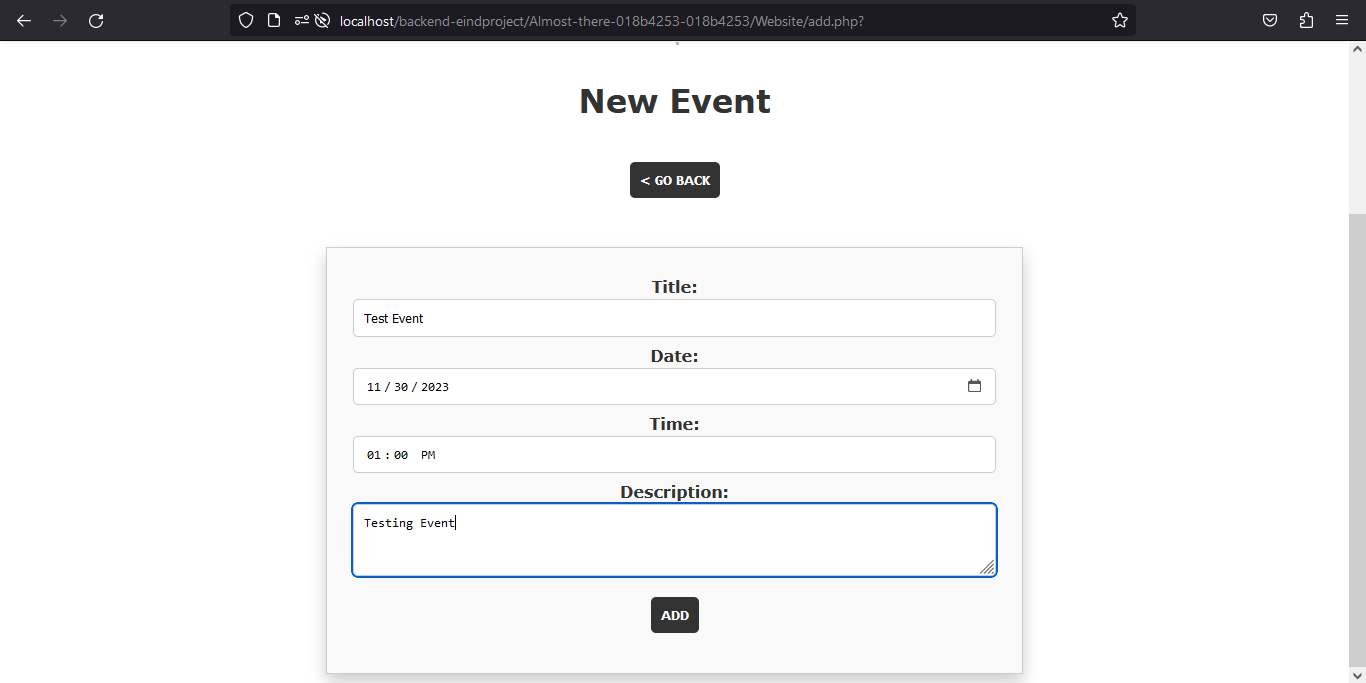 localhost/backend-eindproject/Almost-there-018b4253-018b4253/Website/add.php?
New Event
< GO BACK
Title:
Test Event
Date:
11 / 30 / 2023
Time:
01 : 00 PM
Description:
Testing Event
ADD